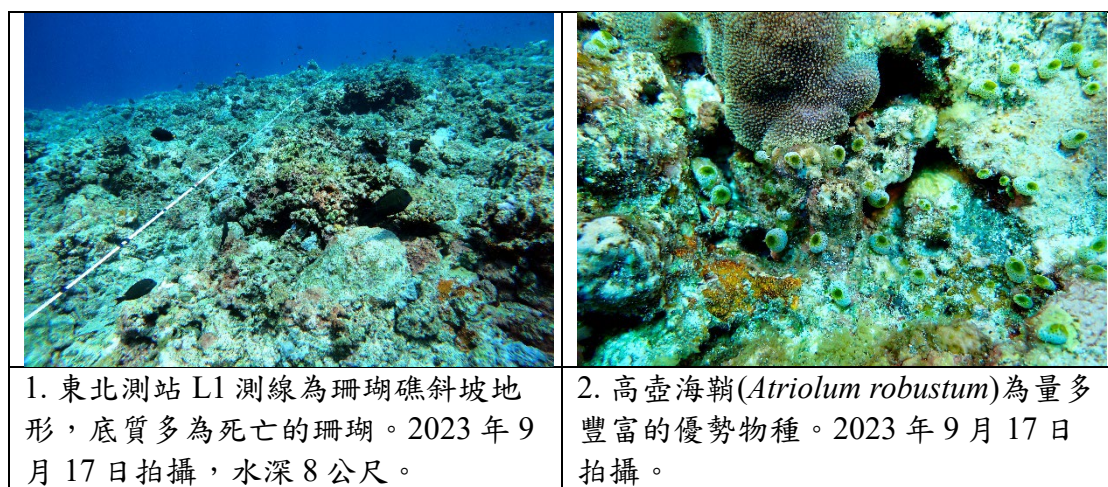 1. 東北測站 L1 測線為珊瑚礁斜坡地
形，底質多為死亡的珊瑚。2023 年 9
月 17 日拍攝，水深 8 公尺。
2. 高壺海鞘(Atriolum robustum)為量多
豐富的優勢物種。2023 年 9 月 17 日
拍攝。